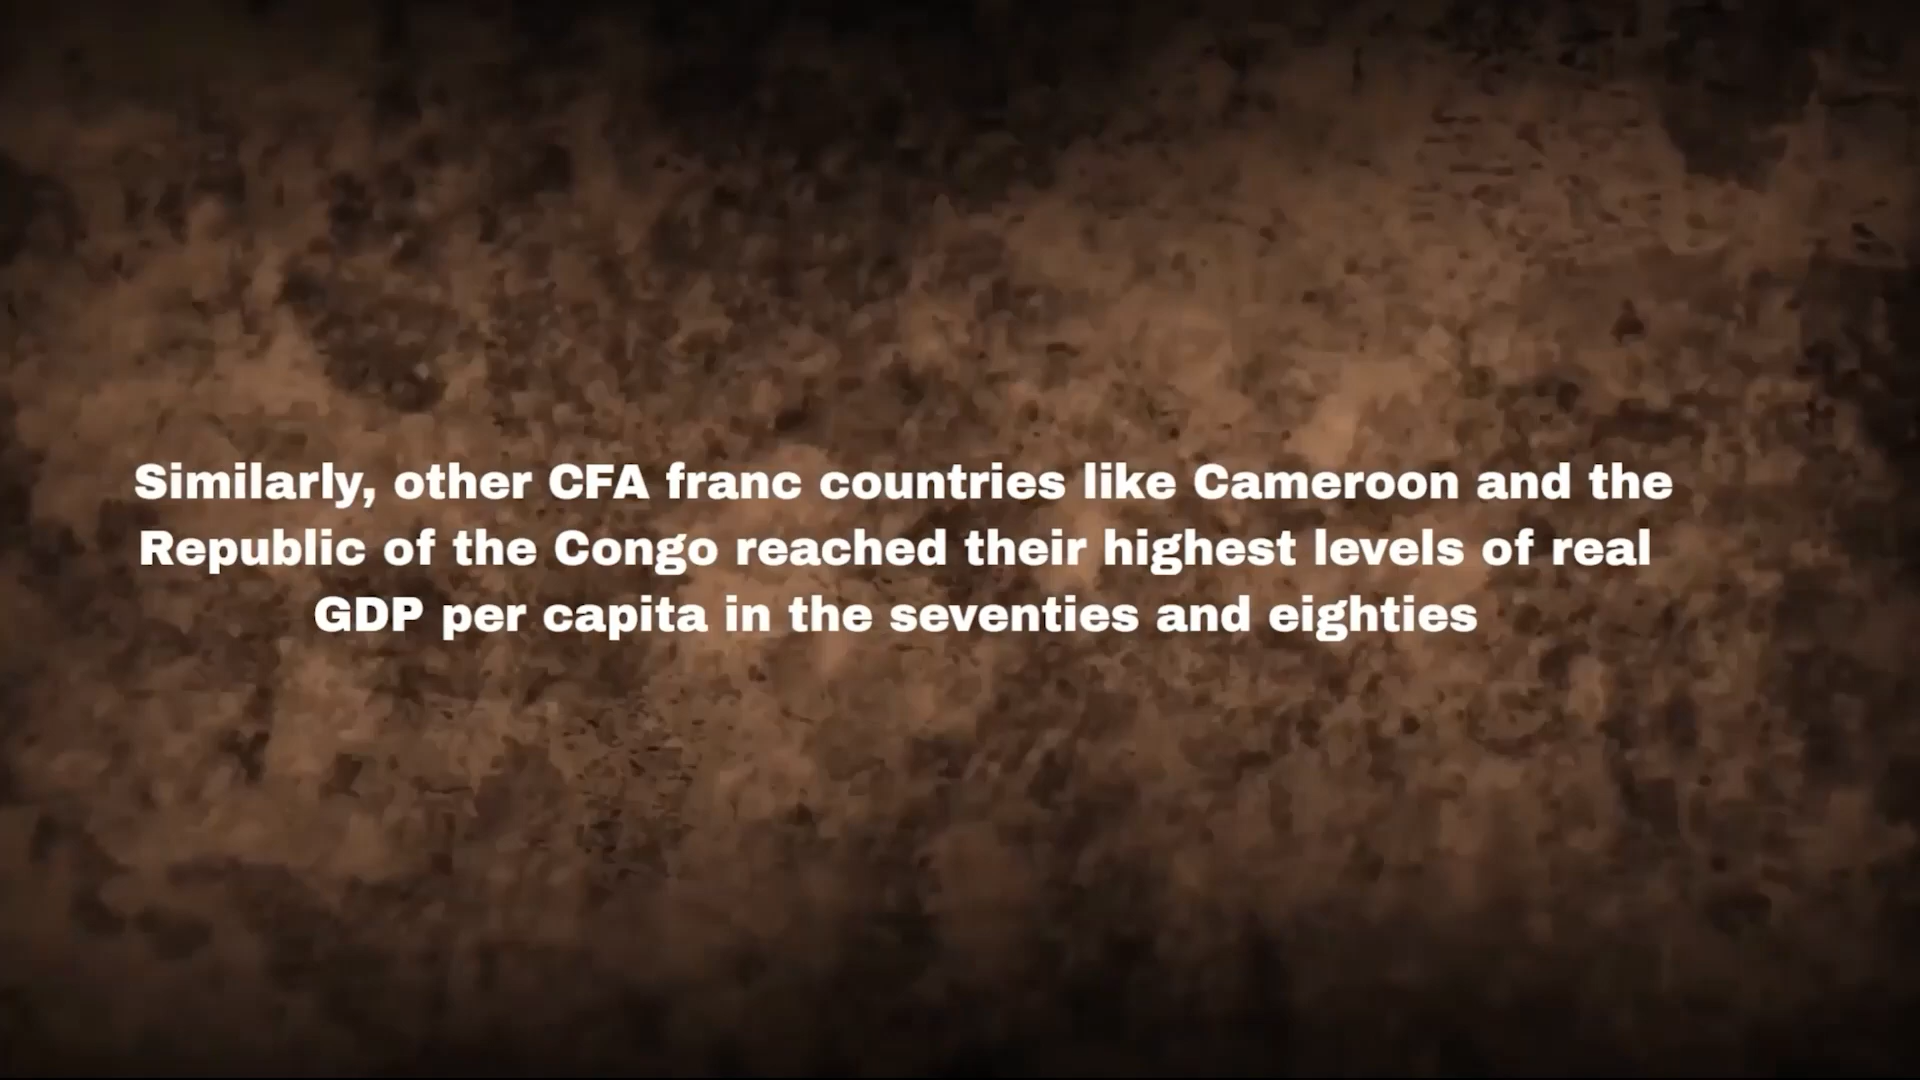 Similarly, other CFA franc countries like Cameroon and the
Republic of the Congo reached their highest levels of real
GDP per capita in the seventies and eighties